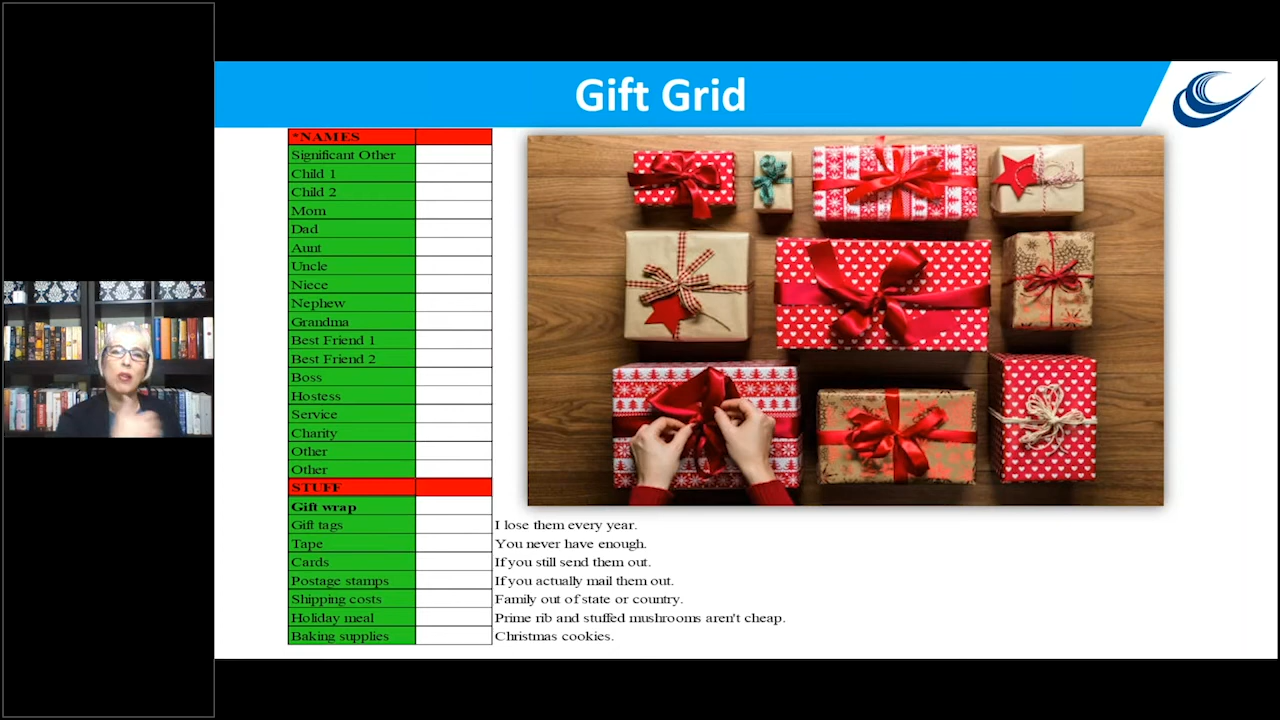 Gift Grid
*NAMES
Significant Other
Child 1
Child 2
Mom
Dad
Aunt
Uncle
Niece
Nephew
Grandma
Best Friend 1
Best Friend 2
Boss
Hostess
Service
Charity
Other
Other
STUFF
Gift wrap
Gift tags I lose them every year.
Tape You never have enough.
Cards If you still send them out.
Postage stamps If you actually mail them out.
Shipping costs Family out of state or country.
Holiday meal Prime rib and stuffed mushrooms aren't cheap.
Baking supplies Christmas cookies.